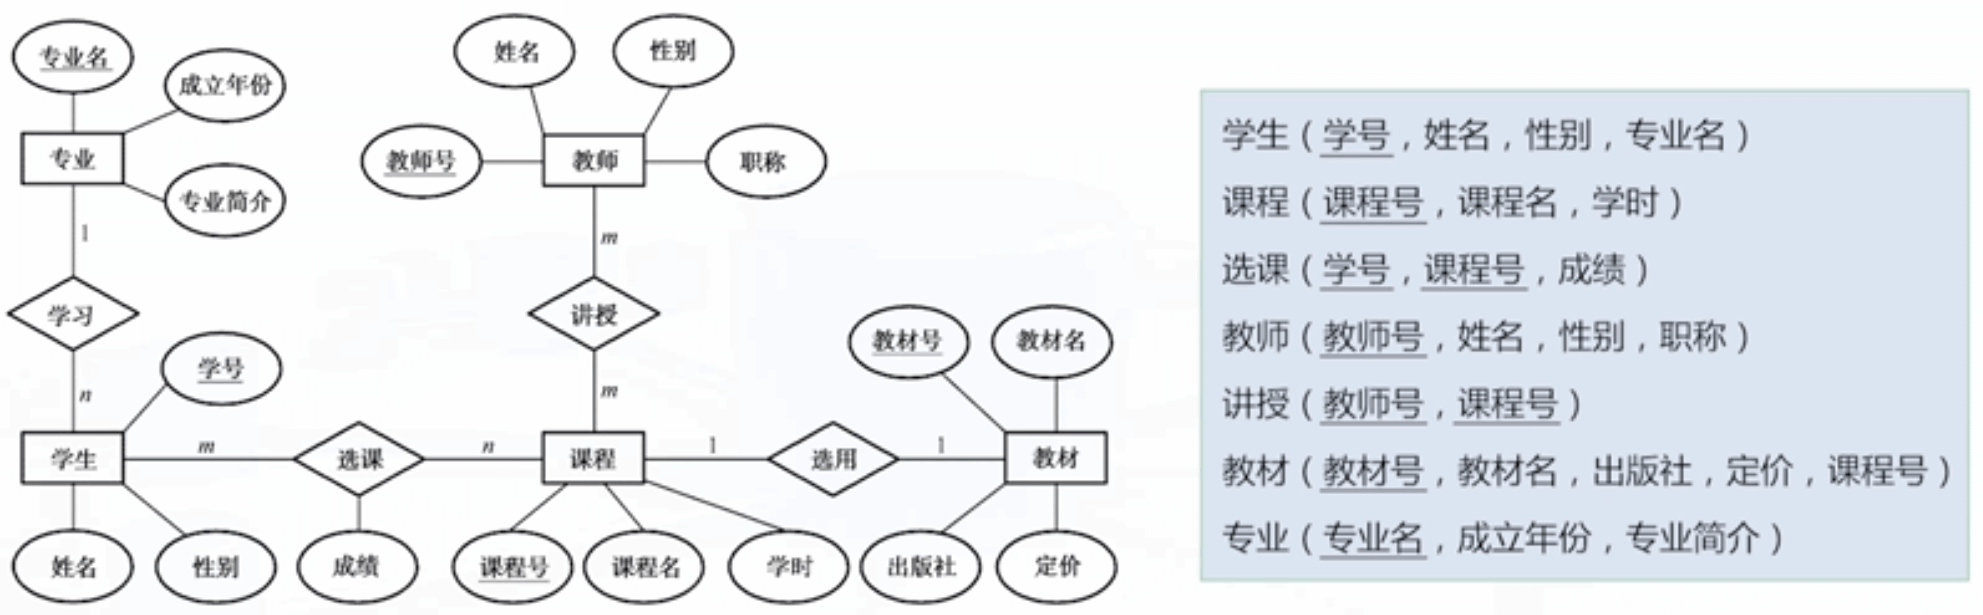 专业名
成立年份
专业
专业简介
1
学习
n
学号
学生
姓名
性别
m
选课
n
成绩
姓名
性别
教师号
教师
职称
m
讲授
m
课程
课程号
课程名
学时
1
选用
1
教材号
教材名
教材
出版社
定价
学生（学号，姓名，性别，专业名）
课程（课程号，课程名，学时）
选课（学号，课程号，成绩）
教师（教师号，姓名，性别，职称）
讲授（教师号，课程号）
教材（教材号，教材名，出版社，定价，课程号）
专业（专业名，成立年份，专业简介）